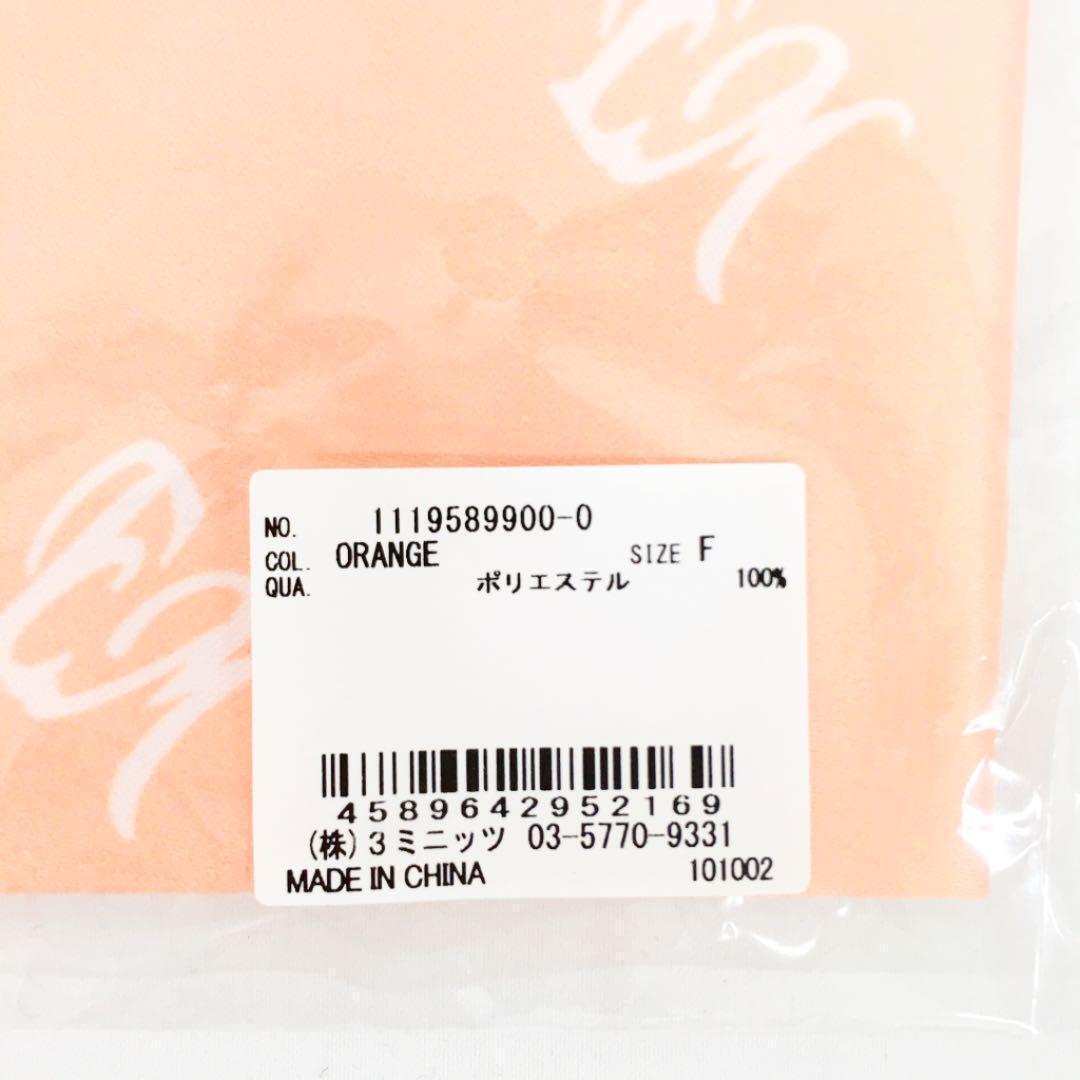 NO. 1119589900-0
COL. ORANGE SIZE F
QUA. ポリエステル 100%
4589642952169
(株)3ミニッツ 03-5770-9331
MADE IN CHINA 101002